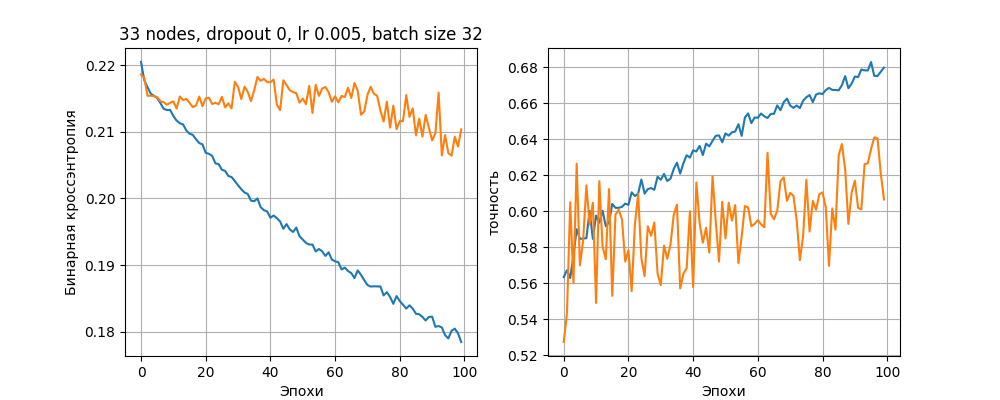 33 nodes, dropout 0, lr 0.005, batch size 32
Бинарная кроссэнтропия
0.22
0.21
0.20
0.19
0.18
0 20 40 60 80 100
Эпохи
точность
0.68
0.66
0.64
0.62
0.60
0.58
0.56
0.54
0.52
0 20 40 60 80 100
Эпохи